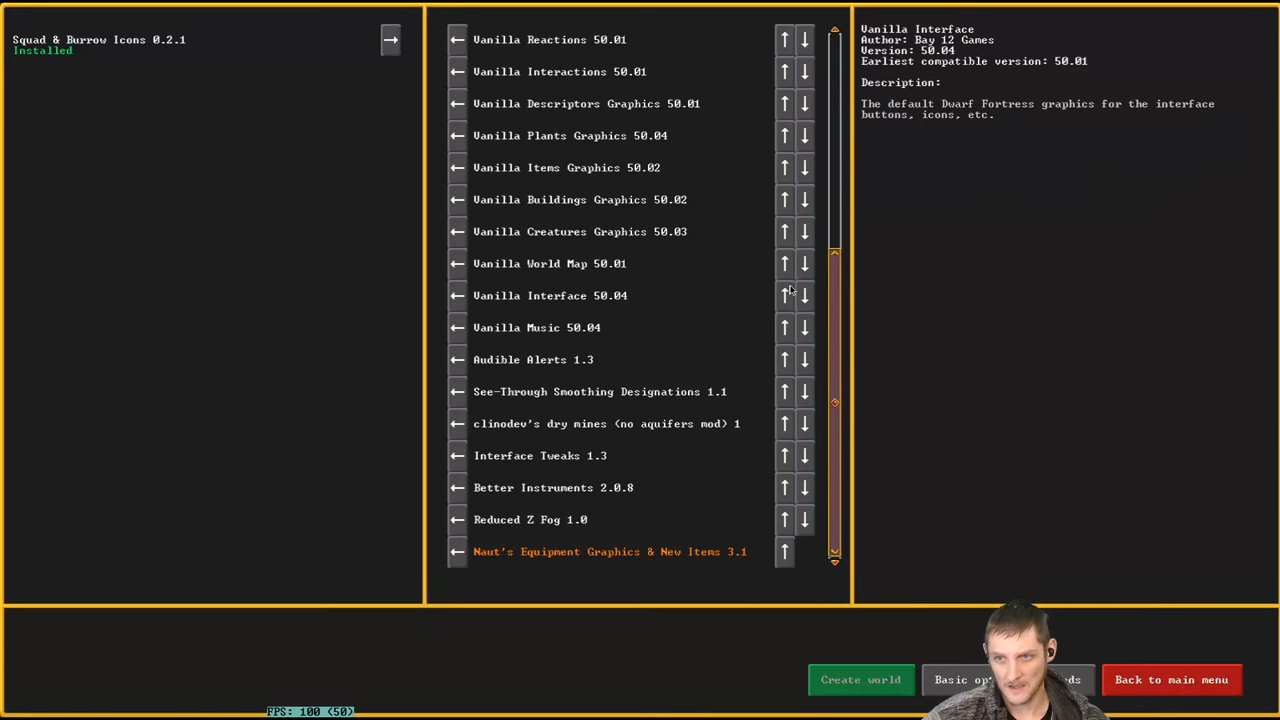 Squad & Burrow Icons 0.2.1
Installed
Vanilla Reactions 50.01
Vanilla Interactions 50.01
Vanilla Descriptors Graphics 50.01
Vanilla Plants Graphics 50.04
Vanilla Items Graphics 50.02
Vanilla Buildings Graphics 50.02
Vanilla Creatures Graphics 50.03
Vanilla World Map 50.01
Vanilla Interface 50.04
Vanilla Music 50.04
Audible Alerts 1.3
See-Through Smoothing Designations 1.1
clinodev's dry mines (no aquifers mod) 1
Interface Tweaks 1.3
Better Instruments 2.0.8
Reduced Z Fog 1.0
Naut's Equipment Graphics & New Items 3.1
Vanilla Interface
Author: Bay 12 Games
Version: 50.04
Earliest compatible version: 50.01
Description:
The default Dwarf Fortress graphics for the interface
buttons, icons, etc.
Create world
Basic
Back to main menu
FPS: 100 (50)